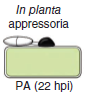 In planta
appressoria
PA (22 hpi)